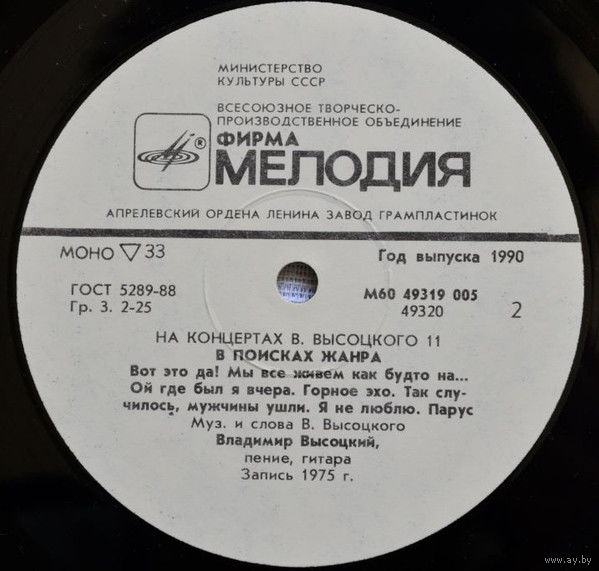 МИНИСТЕРСТВО
КУЛЬТУРЫ СССР
ВСЕСОЮЗНОЕ ТВОРЧЕСКО-
ПРОИЗВОДСТВЕННОЕ ОБЪЕДИНЕНИЕ
®
ФИРМА
МЕЛОДИЯ
АПРЕЛЕВСКИЙ ОРДЕНА ЛЕНИНА ЗАВОД ГРАМПЛАСТИНОК
МОНО ▽ 33
Год выпуска 1990
ГОСТ 5289-88
М60 49319 005
Гр. 3. 2-25
49320
2
НА КОНЦЕРТАХ В. ВЫСОЦКОГО 11
В ПОИСКАХ ЖАНРА
Вот это да! Мы все живем как будто на...
Ой где был я вчера. Горное эхо. Так слу-
чилось, мужчины ушли. Я не люблю. Парус
Муз. и слова В. Высоцкого
Владимир Высоцкий,
пение, гитара
Запись 1975 г.
www.ay.by